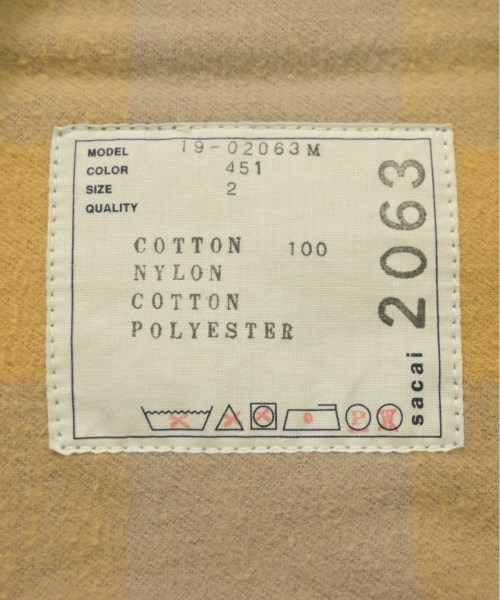 MODEL 19-02063M
COLOR 451
SIZE 2
QUALITY
COTTON 100
NYLON
COTTON
POLYESTER
P W
sacai 2063